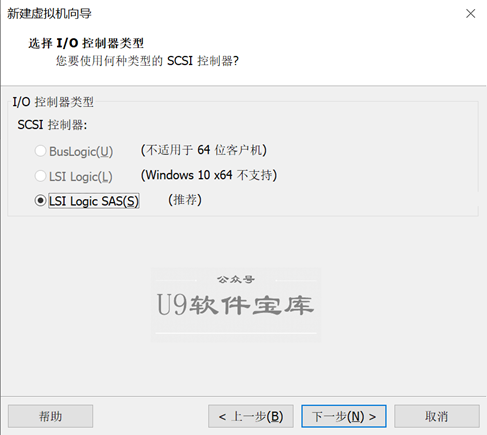 新建虚拟机向导
选择 I/O 控制器类型
您要使用何种类型的 SCSI 控制器?
I/O 控制器类型
SCSI 控制器:
BusLogic(U) (不适用于 64 位客户机)
LSI Logic(L) (Windows 10 x64 不支持)
LSI Logic SAS(S) (推荐)
公众号
U9软件宝库
帮助 < 上一步(B) 下一步(N) > 取消